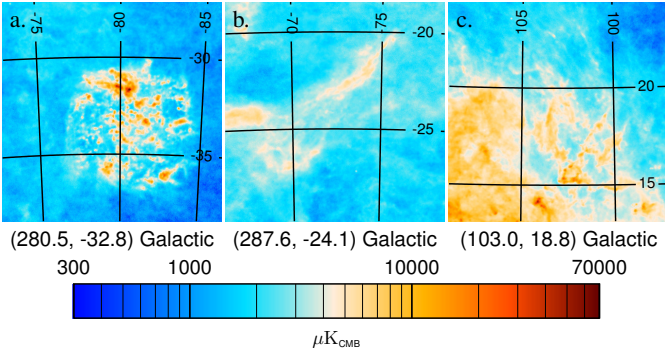 a. -75 -80 -85
-30
-35
b. -70 -75
-20
-25
c. 105 100
20
15
(280.5, -32.8) Galactic (287.6, -24.1) Galactic (103.0, 18.8) Galactic
300 1000 10000 70000
μK_CMB